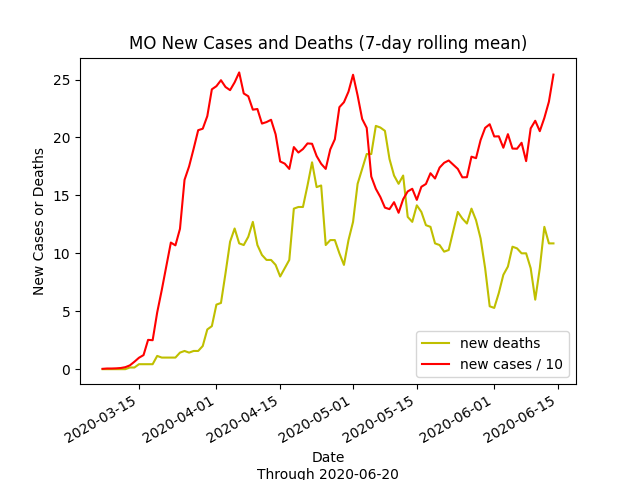 MO New Cases and Deaths (7-day rolling mean)
New Cases or Deaths
25
20
15
10
5
0
new deaths
new cases / 10
2020-03-15
2020-04-01
2020-04-15
2020-05-01
2020-05-15
2020-06-01
2020-06-15
Date
Through 2020-06-20